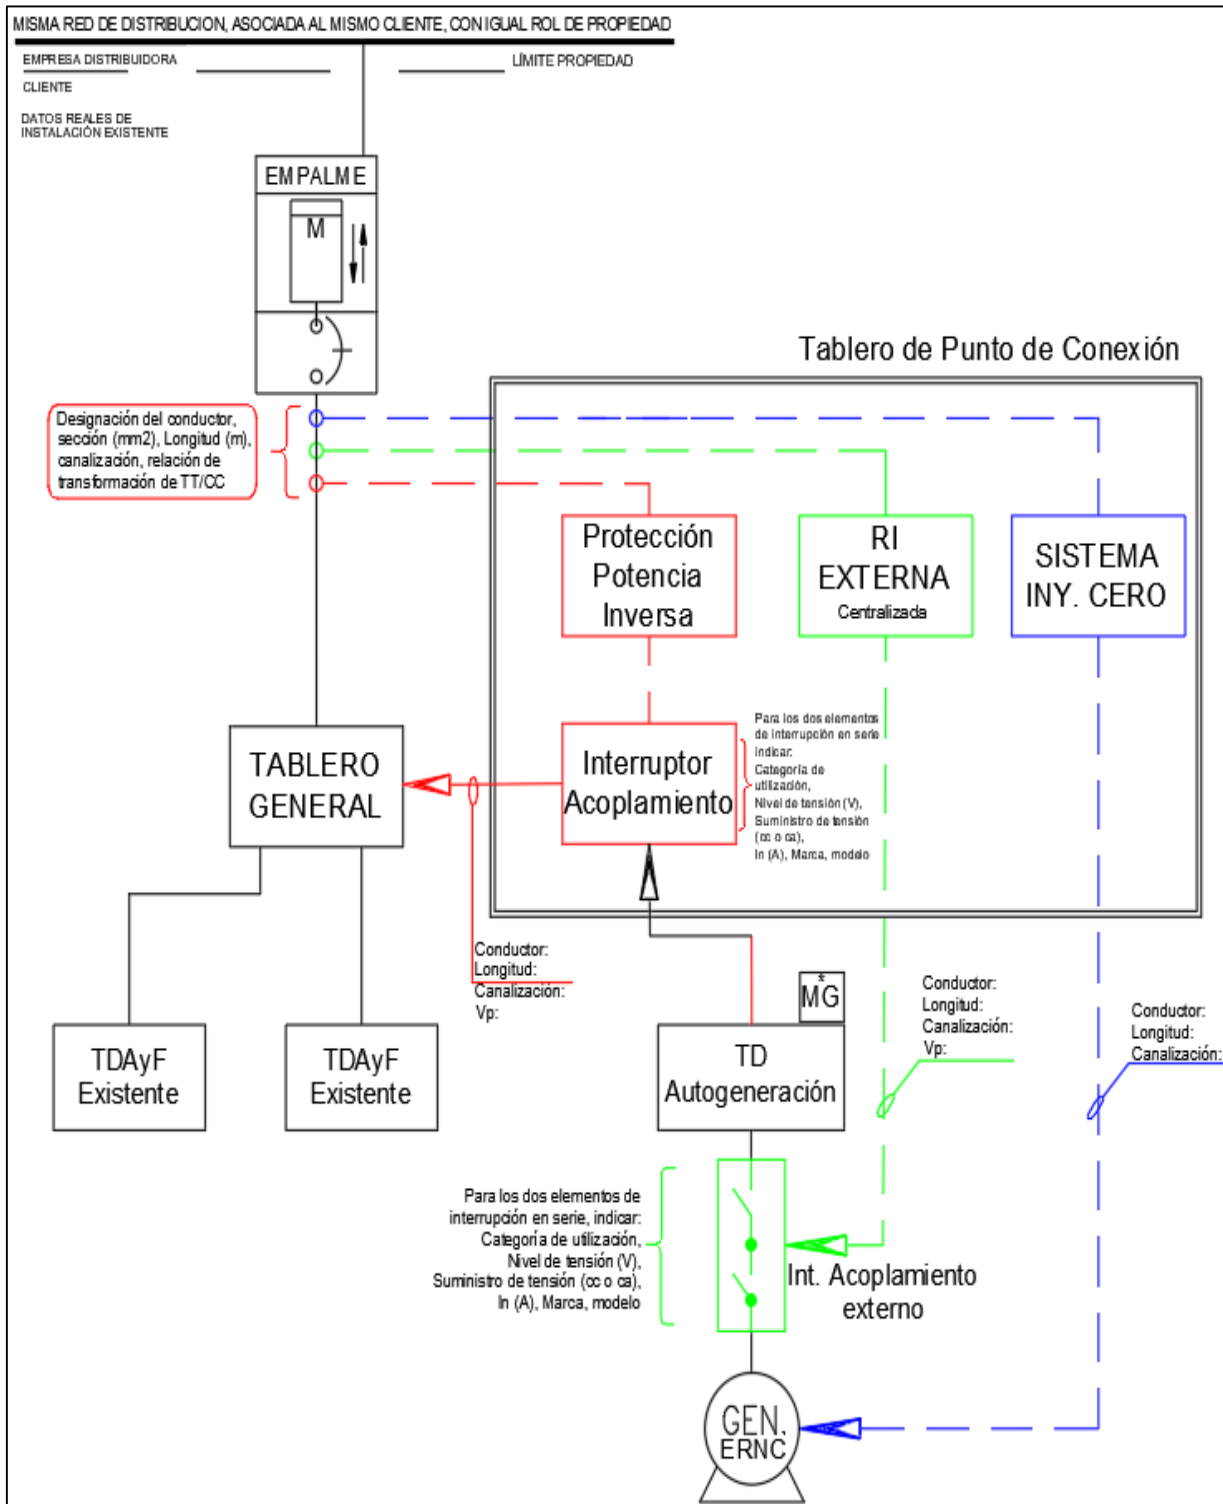 MISMA RED DE DISTRIBUCION, ASOCIADA AL MISMO CLIENTE, CON IGUAL ROL DE PROPIEDAD
EMPRESA DISTRIBUIDORA
LÍMITE PROPIEDAD
CLIENTE
DATOS REALES DE
INSTALACIÓN EXISTENTE
EMPALME
M
Tablero de Punto de Conexión
Designación del conductor,
sección (mm2), Longitud (m),
canalización, relación de
transformación de TT/CC
Protección
Potencia
Inversa
RI
EXTERNA
Centralizada
SISTEMA
INY. CERO
TABLERO
GENERAL
Interruptor
Acoplamiento
Para los dos elementos
de interrupción en serie
indicar:
Categoría de
utilización,
Nivel de tensión (V),
Suministro de tensión
(cc o ca),
In (A), Marca, modelo
Conductor:
Longitud:
Canalización:
Vp:
*
MG
Conductor:
Longitud:
Canalización:
Vp:
Conductor:
Longitud:
Canalización:
TDAyF
Existente
TDAyF
Existente
TD
Autogeneración
Para los dos elementos de
interrupción en serie, indicar:
Categoría de utilización,
Nivel de tensión (V),
Suministro de tensión (cc o ca),
In (A), Marca, modelo
Int. Acoplamiento
externo
GEN.
ERNC